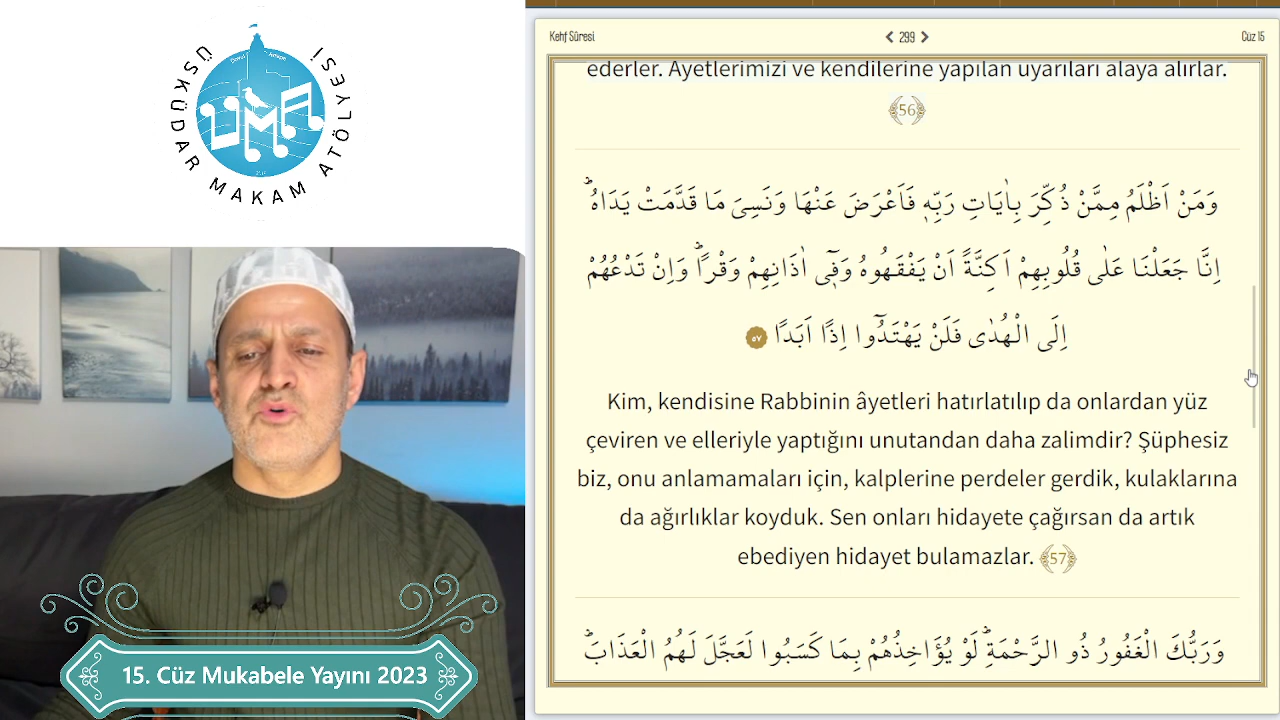 ÜSKÜDAR MAKAM ATÖLYESİ
15. Cüz Mukabele Yayını 2023
Kehf Sûresi
299
Cüz 15
ederler. Âyetlerimizi ve kendilerine yapılan uyarıları alaya alırlar.
56
وَمَنْ اَظْلَمُ مِمَّنْ ذُكِّرَ بِاٰيَاتِ رَبِّه۪ فَاَعْرَضَ عَنْهَا وَنَسِيَ مَا قَدَّمَتْ يَدَاهُۜ
اِنَّا جَعَلْنَا عَلٰى قُلُوبِهِمْ اَكِنَّةً اَنْ يَفْقَهُوهُ وَف۪ٓي اٰذَانِهِمْ وَقْرًاۜ وَاِنْ تَدْعُهُمْ
اِلَى الْهُدٰى فَلَنْ يَهْتَدُٓوا اِذًا اَبَدًا ٥٧
Kim, kendisine Rabbinin âyetleri hatırlatılıp da onlardan yüz
çeviren ve elleriyle yaptığını unutandan daha zalimdir? Şüphesiz
biz, onu anlamamaları için, kalplerine perdeler gerdik, kulaklarına
da ağırlıklar koyduk. Sen onları hidayete çağırsan da artık
ebediyen hidayet bulamazlar. 57
وَرَبُّكَ الْغَفُورُ ذُو الرَّحْمَةِۜ لَوْ يُؤَاخِذُهُمْ بِمَا كَسَبُوا لَعَجَّلَ لَهُمُ الْعَذَابَۜ